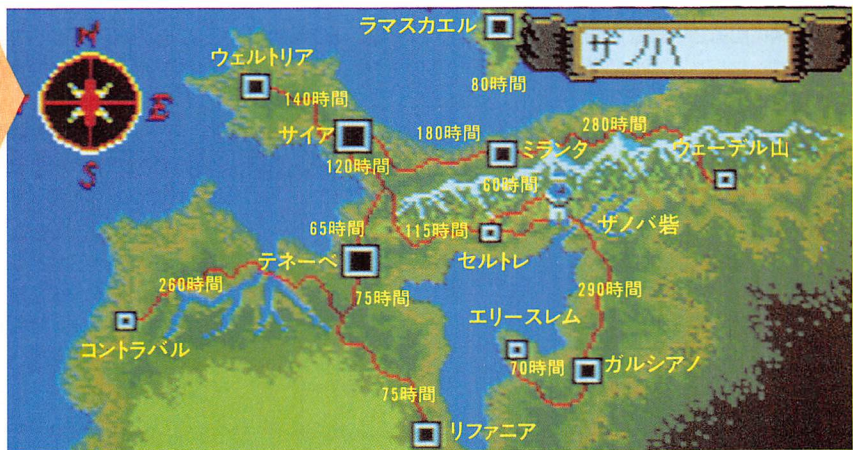 ラマスカエル
ザノバ
N
ウェルトリア
140時間
80時間
E
サイア
180時間
280時間
ミランタ
ヴェーデル山
120時間
S
60時間
65時間
115時間
ザノバ砦
テネーベ
セルトレ
260時間
75時間
290時間
エリースレム
コントラバル
70時間
ガルシアノ
75時間
リファニア